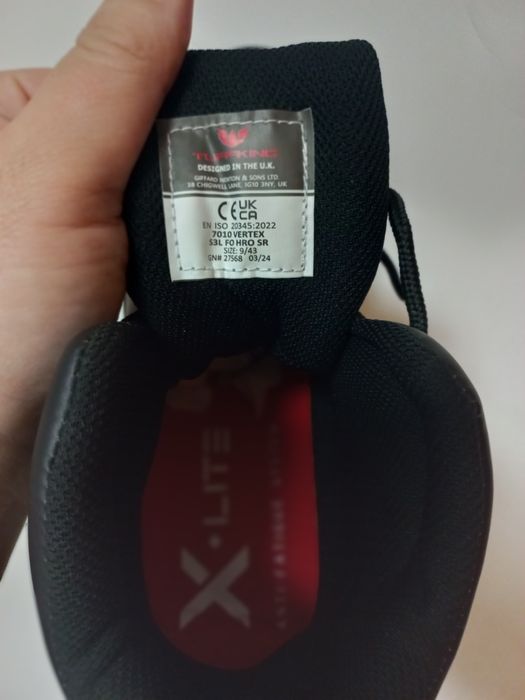 TUFFKING
DESIGNED IN THE U.K.
GIFFARD NEWTON & SONS LTD.
38 CHIGWELL LANE, IG10 3NY, UK
CE UK CA
EN ISO 20345:2022
7010 VERTEX
S3L FO HRO SR
SIZE: 9/43
GN# 27568 03/24
X·LITE